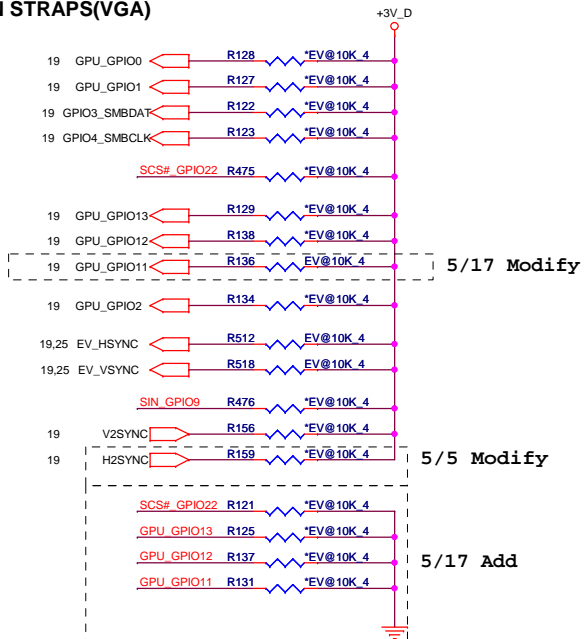 N STRAPS(VGA)
+3V_D
19 GPU_GPIO0 R128 *EV@10K_4
19 GPU_GPIO1 R127 *EV@10K_4
19 GPIO3_SMBDAT R122 *EV@10K_4
19 GPIO4_SMBCLK R123 *EV@10K_4
SCS#_GPIO22 R475 *EV@10K_4
19 GPU_GPIO13 R129 *EV@10K_4
19 GPU_GPIO12 R138 *EV@10K_4
19 GPU_GPIO11 R136 EV@10K_4 5/17 Modify
19 GPU_GPIO2 R134 *EV@10K_4
19,25 EV_HSYNC R512 EV@10K_4
19,25 EV_VSYNC R518 EV@10K_4
SIN_GPIO9 R476 *EV@10K_4
19 V2SYNC R156 *EV@10K_4
19 H2SYNC R159 *EV@10K_4 5/5 Modify
SCS#_GPIO22 R121 *EV@10K_4
GPU_GPIO13 R125 *EV@10K_4
GPU_GPIO12 R137 *EV@10K_4 5/17 Add
GPU_GPIO11 R131 *EV@10K_4